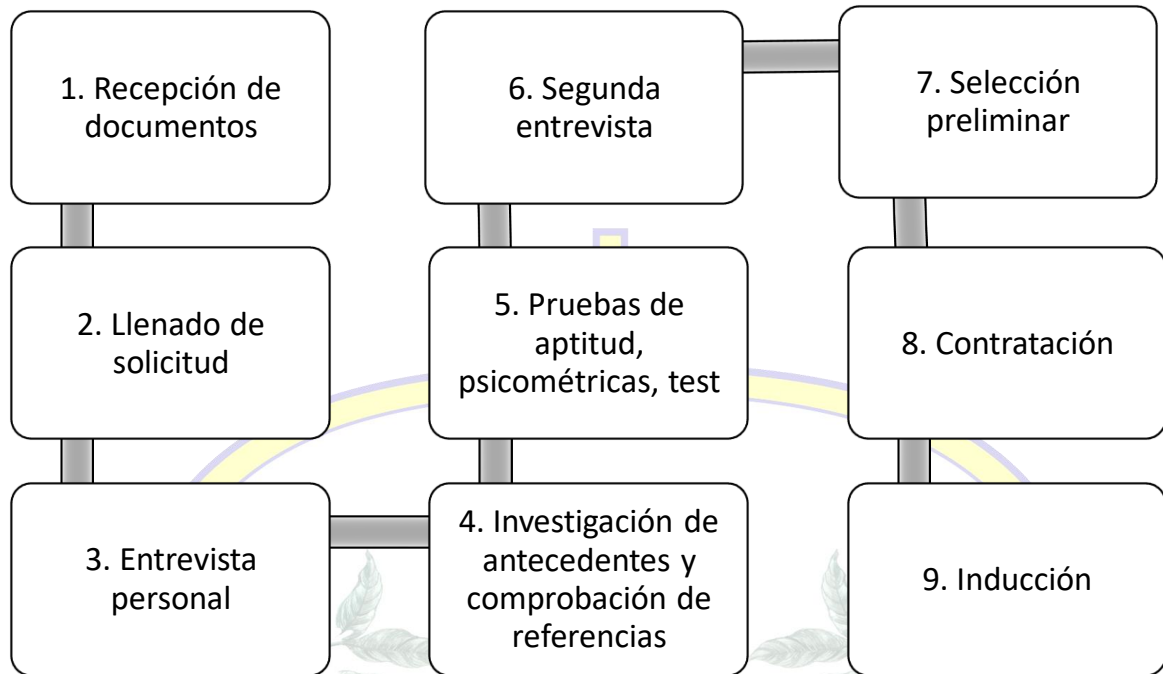 1. Recepción de
documentos
2. Llenado de
solicitud
3. Entrevista
personal
4. Investigación de
antecedentes y
comprobación de
referencias
5. Pruebas de
aptitud,
psicométricas, test
6. Segunda
entrevista
7. Selección
preliminar
8. Contratación
9. Inducción